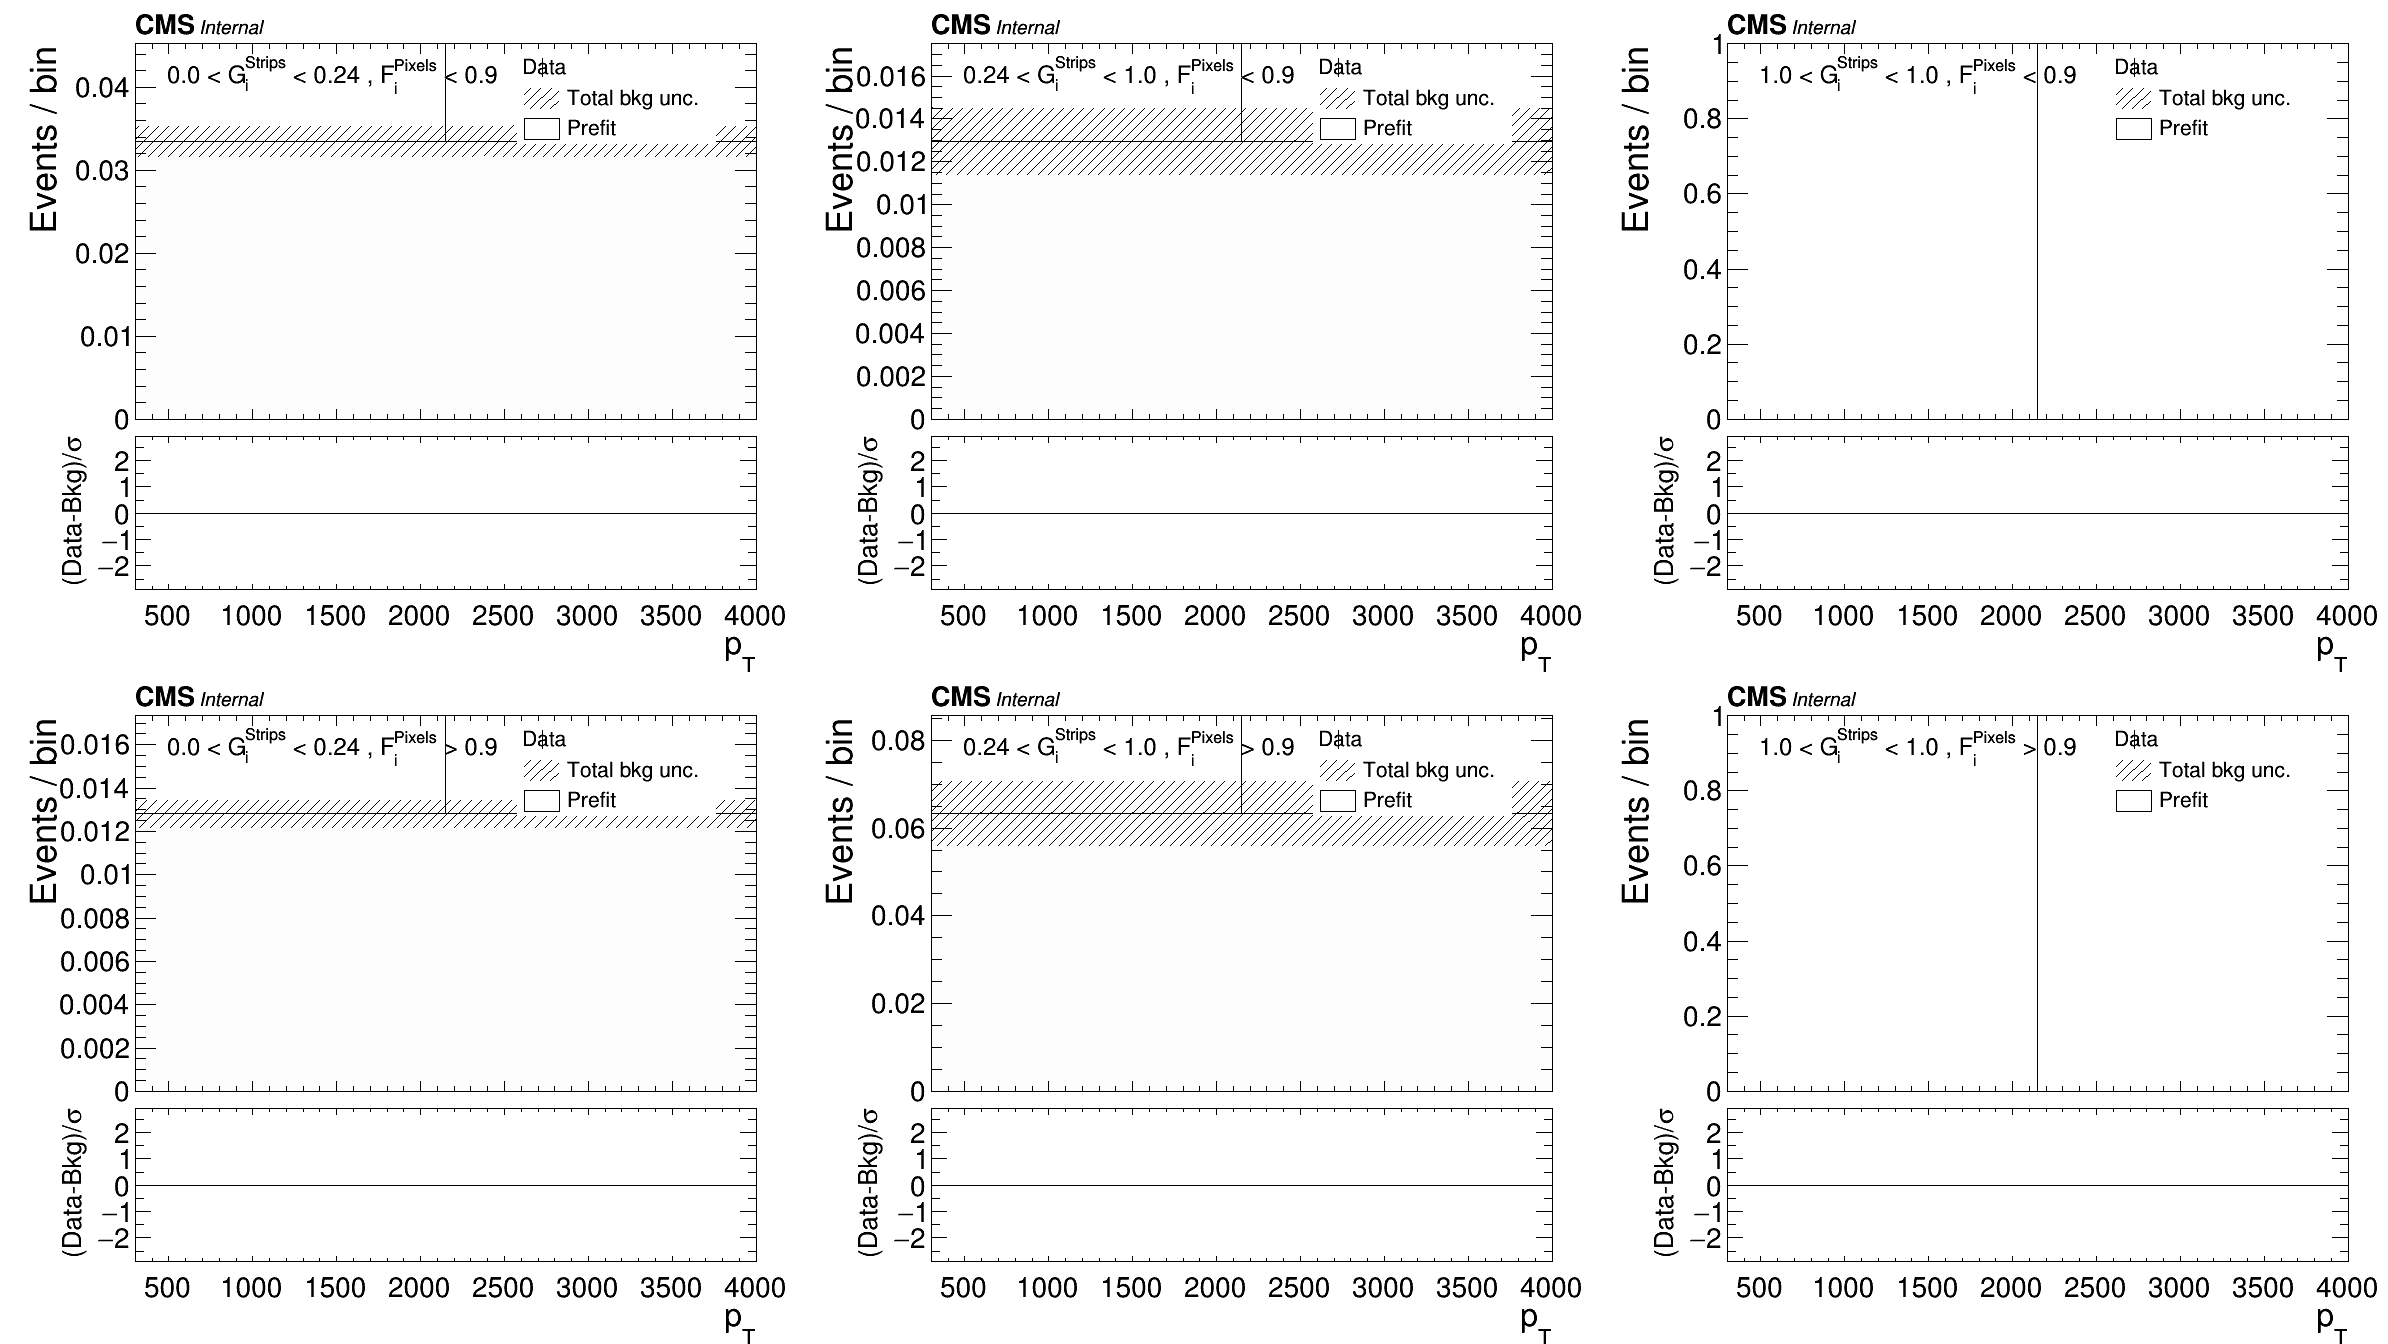 CMS Internal
Events / bin
0.0 < G_i^Strips < 0.24 , F_i^Pixels < 0.9
Data
Total bkg unc.
Prefit
0.04
0.03
0.02
0.01
0
(Data-Bkg)/σ
2
1
0
−1
−2
500 1000 1500 2000 2500 3000 3500 4000
p_T
CMS Internal
Events / bin
0.24 < G_i^Strips < 1.0 , F_i^Pixels < 0.9
Data
Total bkg unc.
Prefit
0.016
0.014
0.012
0.01
0.008
0.006
0.004
0.002
0
(Data-Bkg)/σ
2
1
0
−1
−2
500 1000 1500 2000 2500 3000 3500 4000
p_T
CMS Internal
Events / bin
1.0 < G_i^Strips < 1.0 , F_i^Pixels < 0.9
Data
Total bkg unc.
Prefit
1
0.8
0.6
0.4
0.2
0
(Data-Bkg)/σ
2
1
0
−1
−2
500 1000 1500 2000 2500 3000 3500 4000
p_T
CMS Internal
Events / bin
0.0 < G_i^Strips < 0.24 , F_i^Pixels > 0.9
Data
Total bkg unc.
Prefit
0.016
0.014
0.012
0.01
0.008
0.006
0.004
0.002
0
(Data-Bkg)/σ
2
1
0
−1
−2
500 1000 1500 2000 2500 3000 3500 4000
p_T
CMS Internal
Events / bin
0.24 < G_i^Strips < 1.0 , F_i^Pixels > 0.9
Data
Total bkg unc.
Prefit
0.08
0.06
0.04
0.02
0
(Data-Bkg)/σ
2
1
0
−1
−2
500 1000 1500 2000 2500 3000 3500 4000
p_T
CMS Internal
Events / bin
1.0 < G_i^Strips < 1.0 , F_i^Pixels > 0.9
Data
Total bkg unc.
Prefit
1
0.8
0.6
0.4
0.2
0
(Data-Bkg)/σ
2
1
0
−1
−2
500 1000 1500 2000 2500 3000 3500 4000
p_T